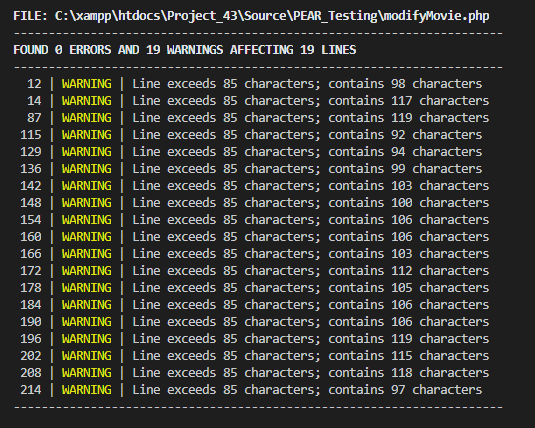 FILE: C:\xampp\htdocs\Project_43\Source\PEAR_Testing\modifyMovie.php
----------------------------------------------------------------------
FOUND 0 ERRORS AND 19 WARNINGS AFFECTING 19 LINES
----------------------------------------------------------------------
12 | WARNING | Line exceeds 85 characters; contains 98 characters
14 | WARNING | Line exceeds 85 characters; contains 117 characters
87 | WARNING | Line exceeds 85 characters; contains 119 characters
115 | WARNING | Line exceeds 85 characters; contains 92 characters
129 | WARNING | Line exceeds 85 characters; contains 94 characters
136 | WARNING | Line exceeds 85 characters; contains 99 characters
142 | WARNING | Line exceeds 85 characters; contains 103 characters
148 | WARNING | Line exceeds 85 characters; contains 100 characters
154 | WARNING | Line exceeds 85 characters; contains 106 characters
160 | WARNING | Line exceeds 85 characters; contains 106 characters
166 | WARNING | Line exceeds 85 characters; contains 103 characters
172 | WARNING | Line exceeds 85 characters; contains 112 characters
178 | WARNING | Line exceeds 85 characters; contains 105 characters
184 | WARNING | Line exceeds 85 characters; contains 106 characters
190 | WARNING | Line exceeds 85 characters; contains 106 characters
196 | WARNING | Line exceeds 85 characters; contains 119 characters
202 | WARNING | Line exceeds 85 characters; contains 115 characters
208 | WARNING | Line exceeds 85 characters; contains 118 characters
214 | WARNING | Line exceeds 85 characters; contains 97 characters
----------------------------------------------------------------------